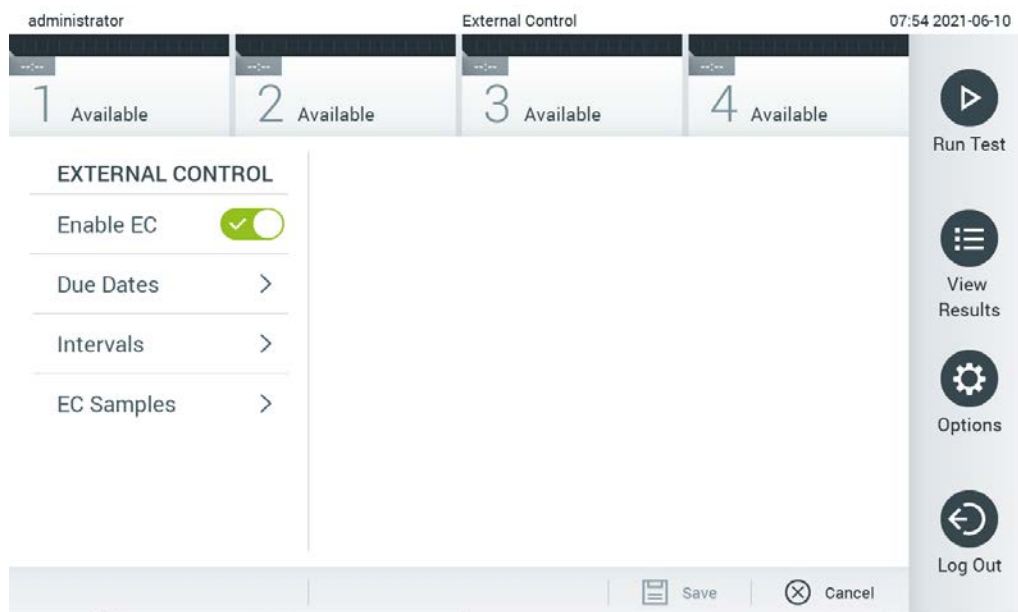 administrator External Control 07:54 2021-06-10
--:-- --:-- --:-- --:--
1 Available 2 Available 3 Available 4 Available
Run Test
EXTERNAL CONTROL
Enable EC
Due Dates
Intervals
EC Samples
View
Results
Options
Log Out
Save Cancel